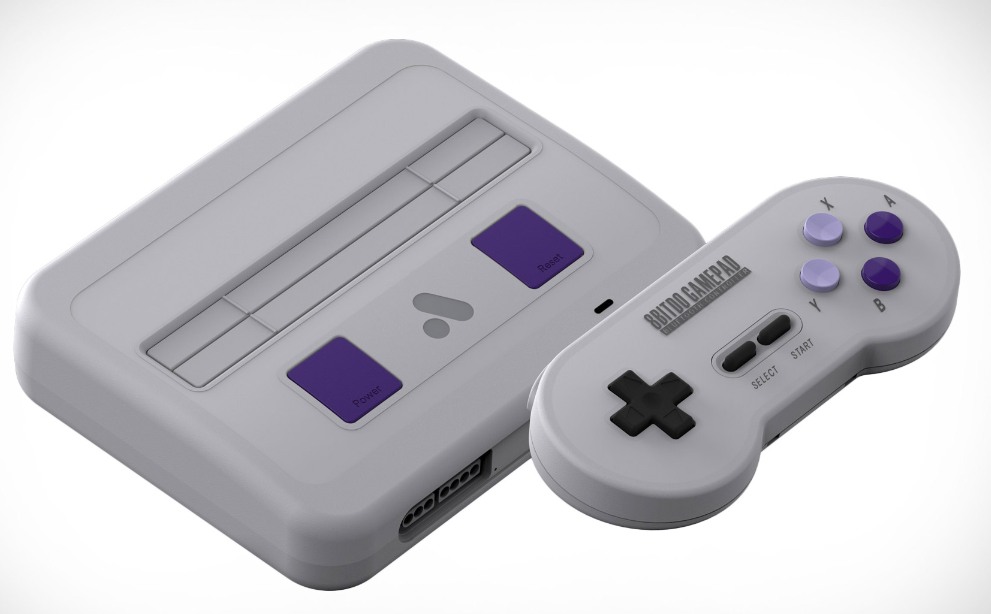 Power
Reset
8BITDO GAMEPAD
SELECT
START
X
A
Y
B